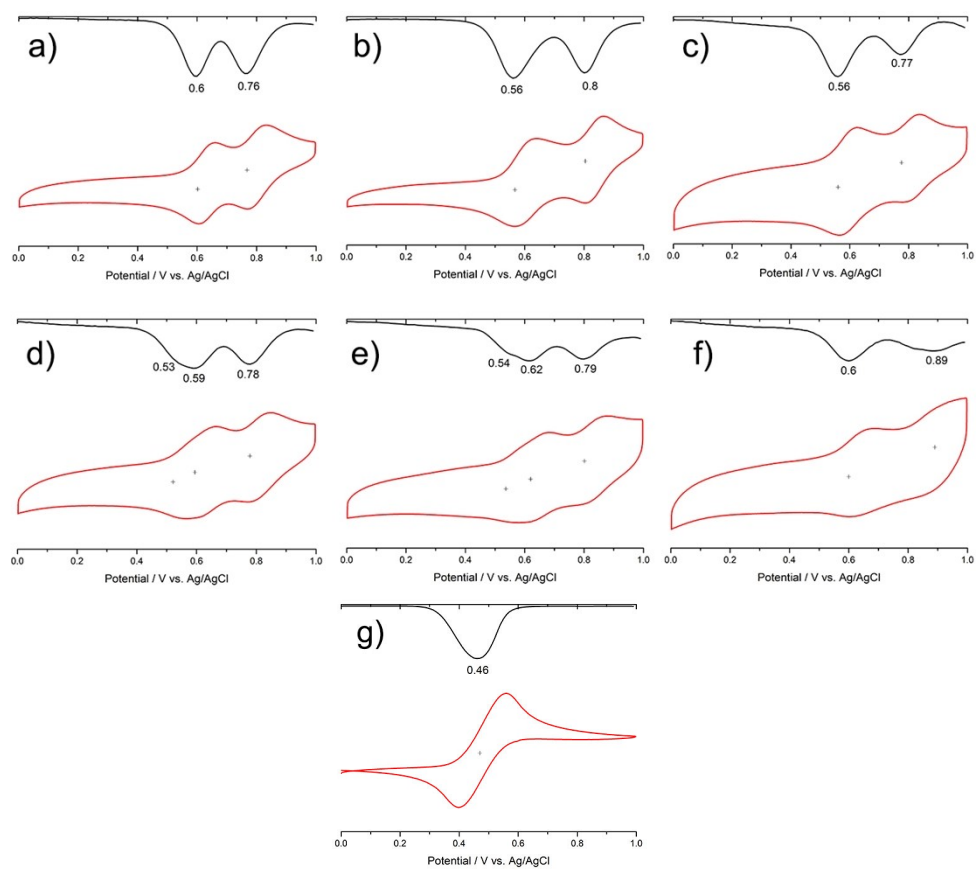 a) b) c)
0.6 0.76 0.56 0.8 0.56 0.77
0.0 0.2 0.4 0.6 0.8 1.0 0.0 0.2 0.4 0.6 0.8 1.0 0.0 0.2 0.4 0.6 0.8 1.0
Potential / V vs. Ag/AgCl Potential / V vs. Ag/AgCl Potential / V vs. Ag/AgCl
d) e) f)
0.53 0.59 0.78 0.54 0.62 0.79 0.6 0.89
0.0 0.2 0.4 0.6 0.8 1.0 0.0 0.2 0.4 0.6 0.8 1.0 0.0 0.2 0.4 0.6 0.8 1.0
Potential / V vs. Ag/AgCl Potential / V vs. Ag/AgCl Potential / V vs. Ag/AgCl
g)
0.46
0.0 0.2 0.4 0.6 0.8 1.0
Potential / V vs. Ag/AgCl